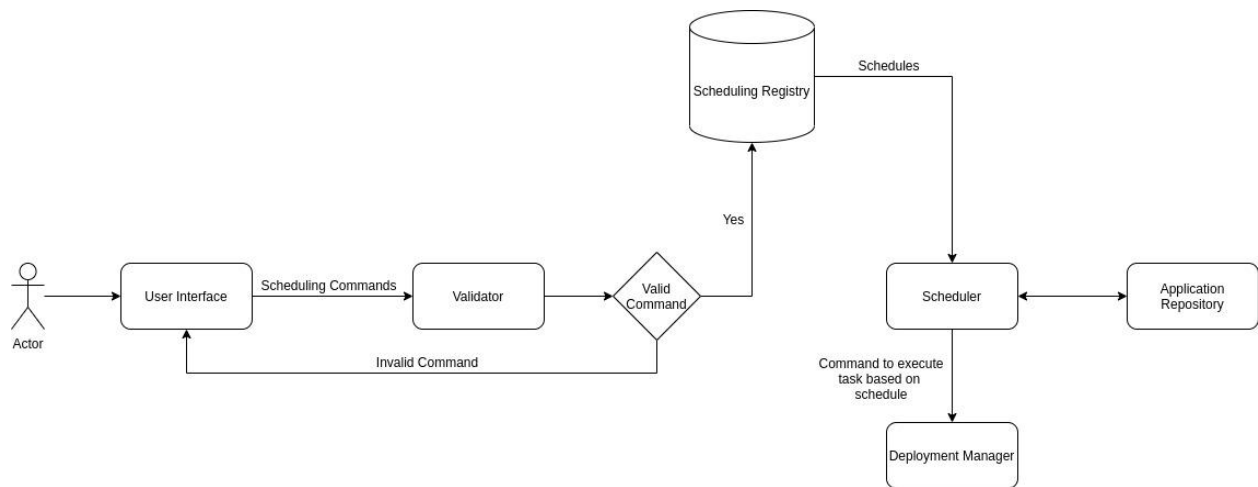 Schedules
Scheduling Registry
Yes
Scheduling Commands
User Interface
Validator
Valid
Command
Scheduler
Application
Repository
Actor
Invalid Command
Command to execute
task based on
schedule
Deployment Manager